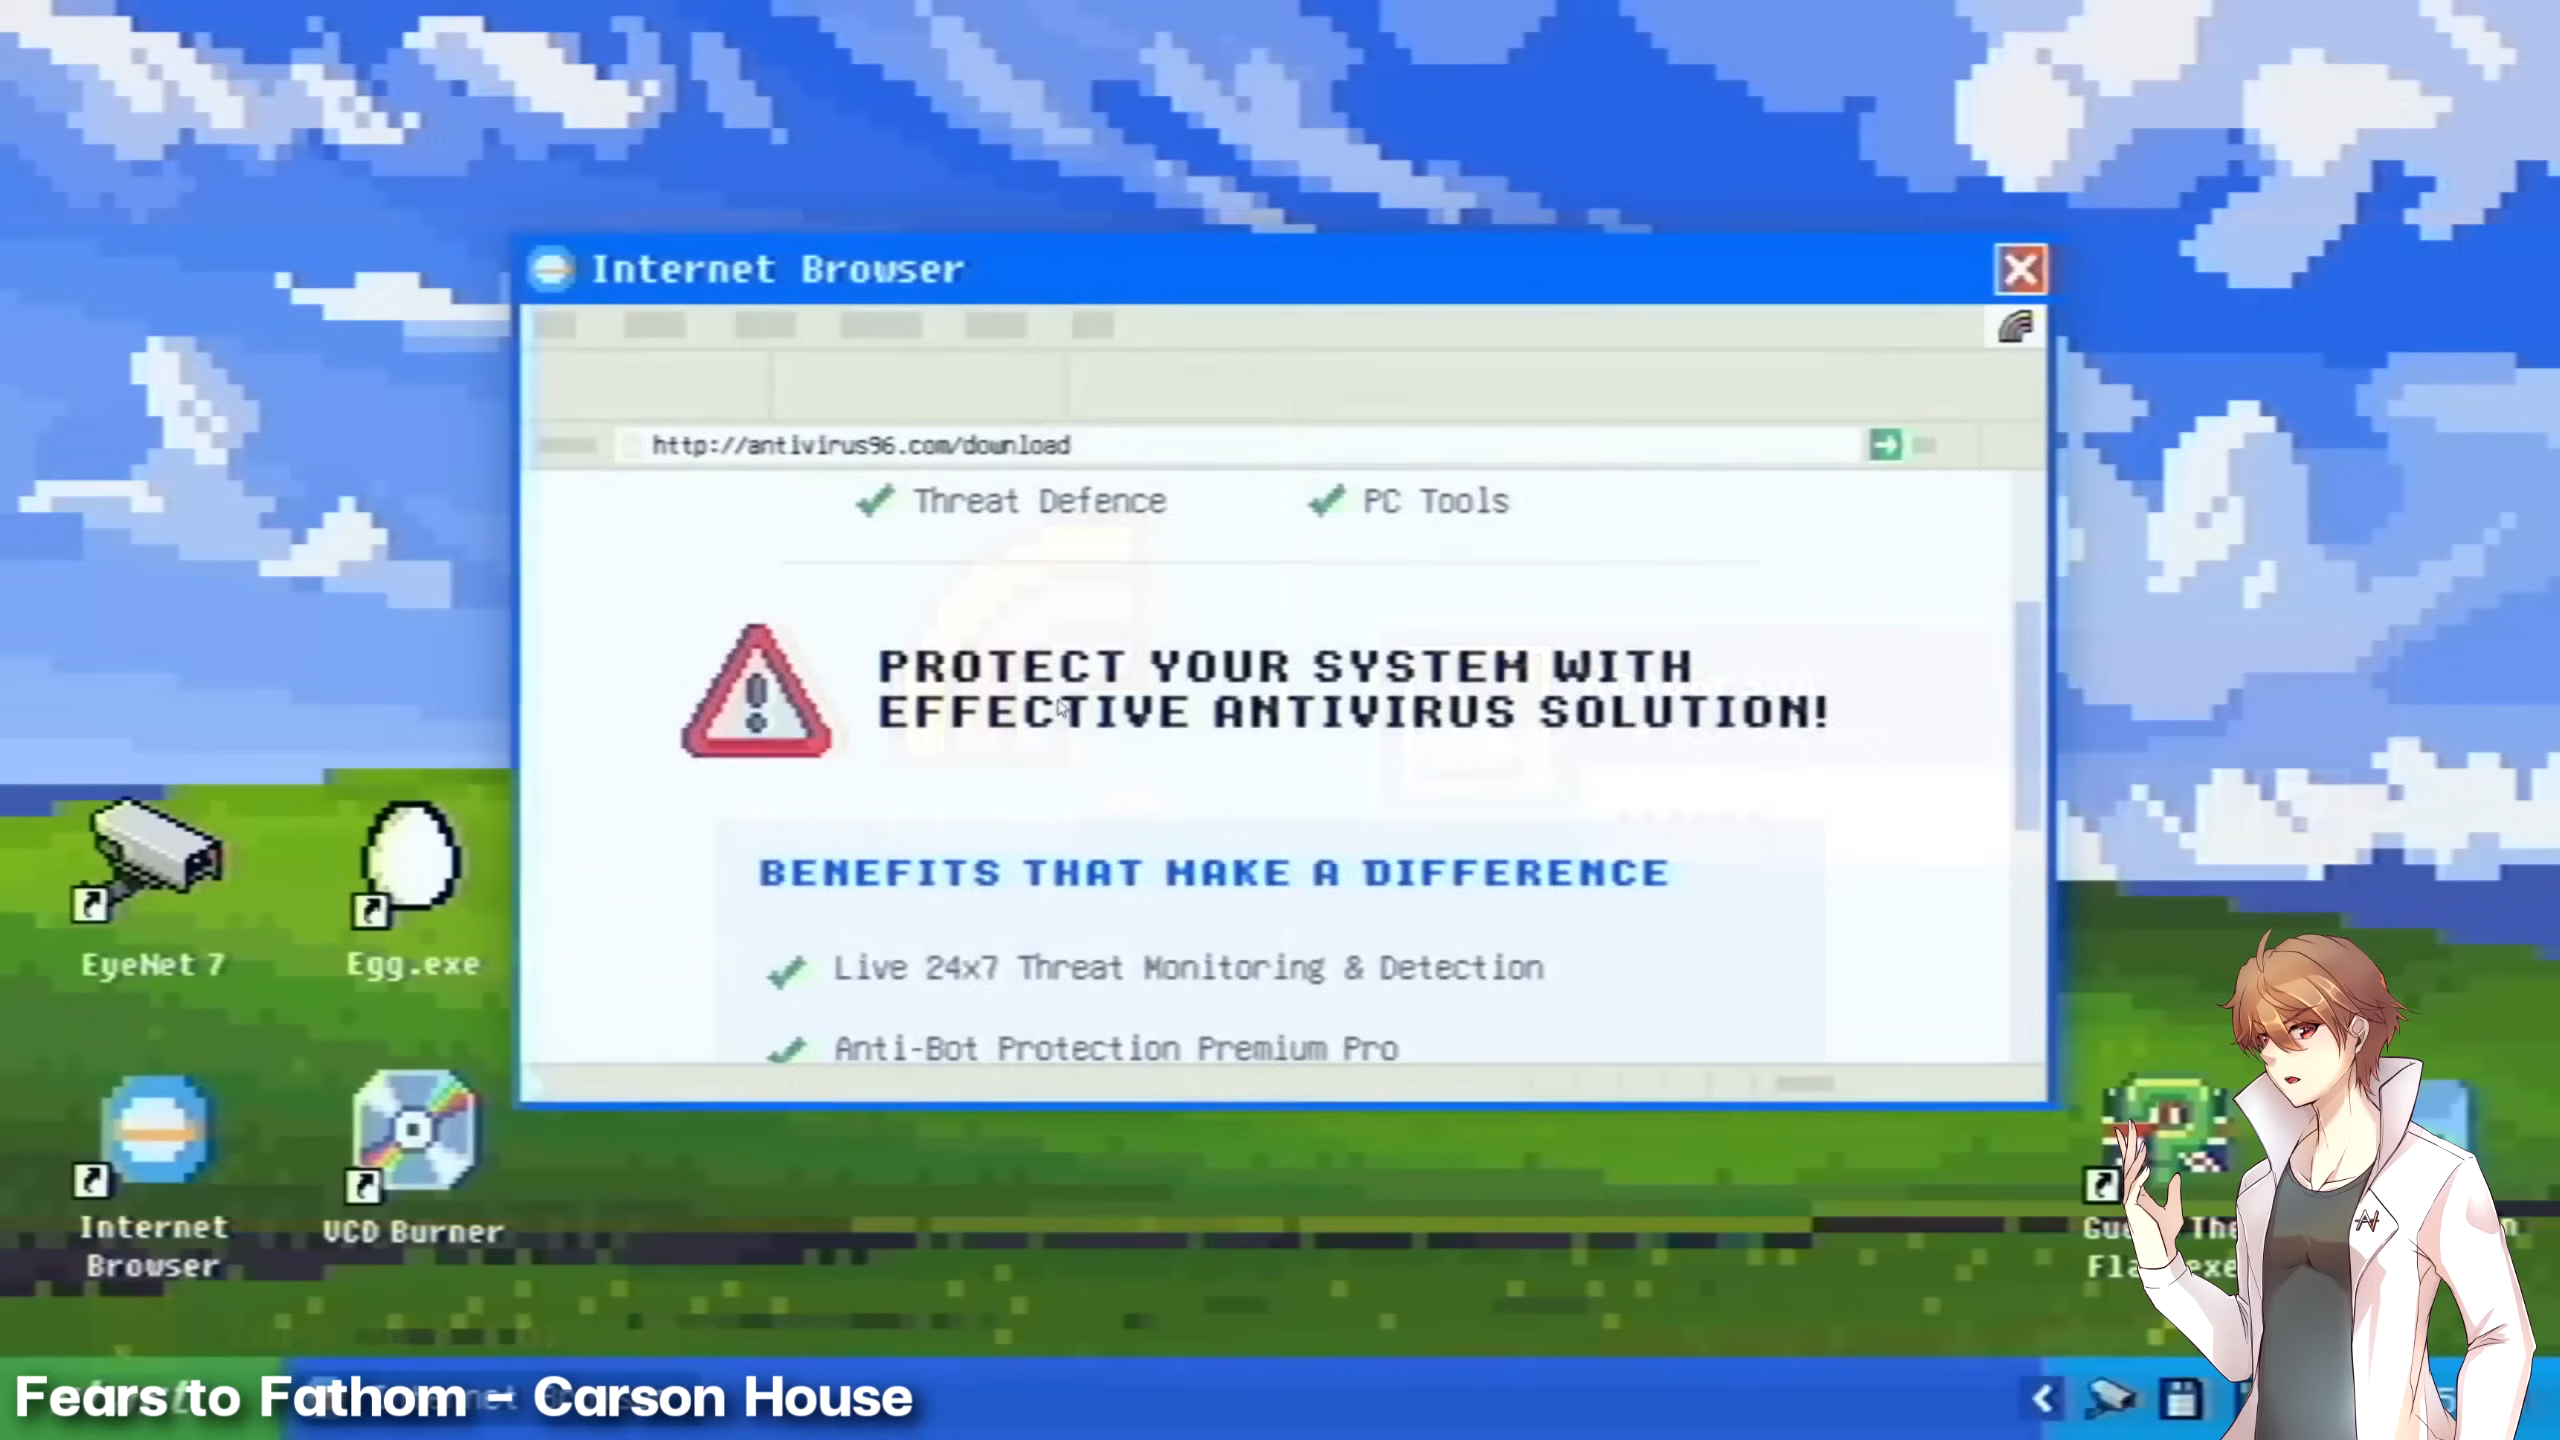 Internet Browser
http://antivirus96.com/download
Threat Defence
PC Tools
PROTECT YOUR SYSTEM WITH
EFFECTIVE ANTIVIRUS SOLUTION!
BENEFITS THAT MAKE A DIFFERENCE
Live 24x7 Threat Monitoring & Detection
Anti-Bot Protection Premium Pro
EyeNet 7
Egg.exe
Internet
Browser
VCD Burner
Fears to Fathom - Carson House